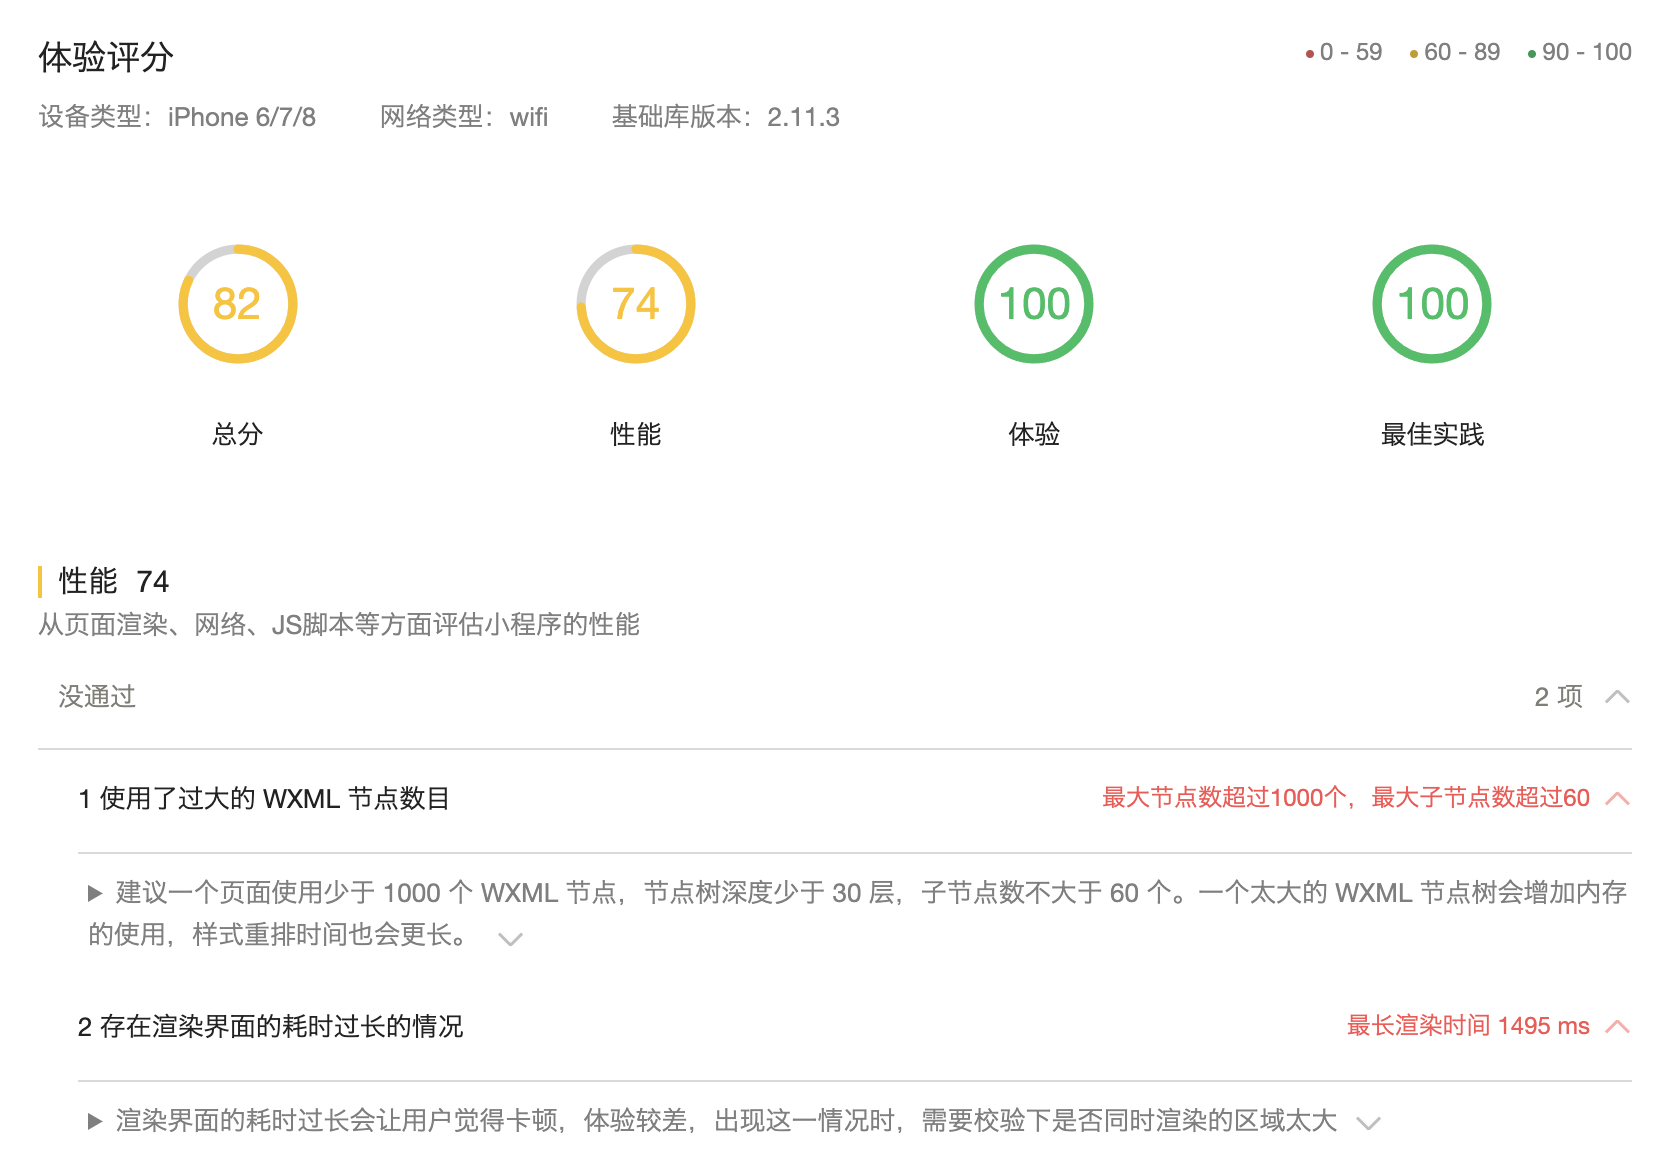 体验评分
0 - 59 60 - 89 90 - 100
设备类型：iPhone 6/7/8 网络类型：wifi 基础库版本：2.11.3
82 74 100 100
总分 性能 体验 最佳实践
性能 74
从页面渲染、网络、JS脚本等方面评估小程序的性能
没通过 2 项
1 使用了过大的 WXML 节点数目 最大节点数超过1000个，最大子节点数超过60
▶ 建议一个页面使用少于 1000 个 WXML 节点，节点树深度少于 30 层，子节点数不大于 60 个。一个太大的 WXML 节点树会增加内存
的使用，样式重排时间也会更长。
2 存在渲染界面的耗时过长的情况 最长渲染时间 1495 ms
▶ 渲染界面的耗时过长会让用户觉得卡顿，体验较差，出现这一情况时，需要校验下是否同时渲染的区域太大